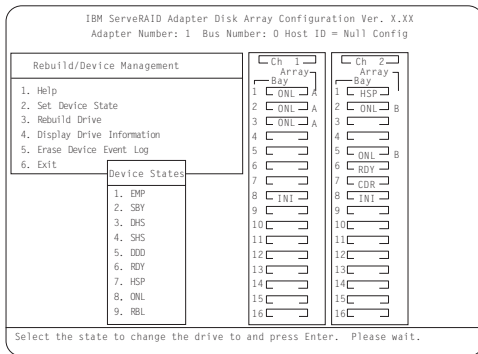 IBM ServeRAID Adapter Disk Array Configuration Ver. X.XX
Adapter Number: 1 Bus Number: 0 Host ID = Null Config
Rebuild/Device Management
1. Help
2. Set Device State
3. Rebuild Drive
4. Display Drive Information
5. Erase Device Event Log
6. Exit
Device States
1. EMP
2. SBY
3. DHS
4. SHS
5. DDD
6. RDY
7. HSP
8. ONL
9. RBL
Ch 1
Array
Bay
1 ONL A
2 ONL A
3 ONL A
4
5
6
7
8 INI
9
10
11
12
13
14
15
16
Ch 2
Array
Bay
1 HSP
2 ONL B
3
4
5 ONL B
6 RDY
7 CDR
8 INI
9
10
11
12
13
14
15
16
Select the state to change the drive to and press Enter. Please wait.